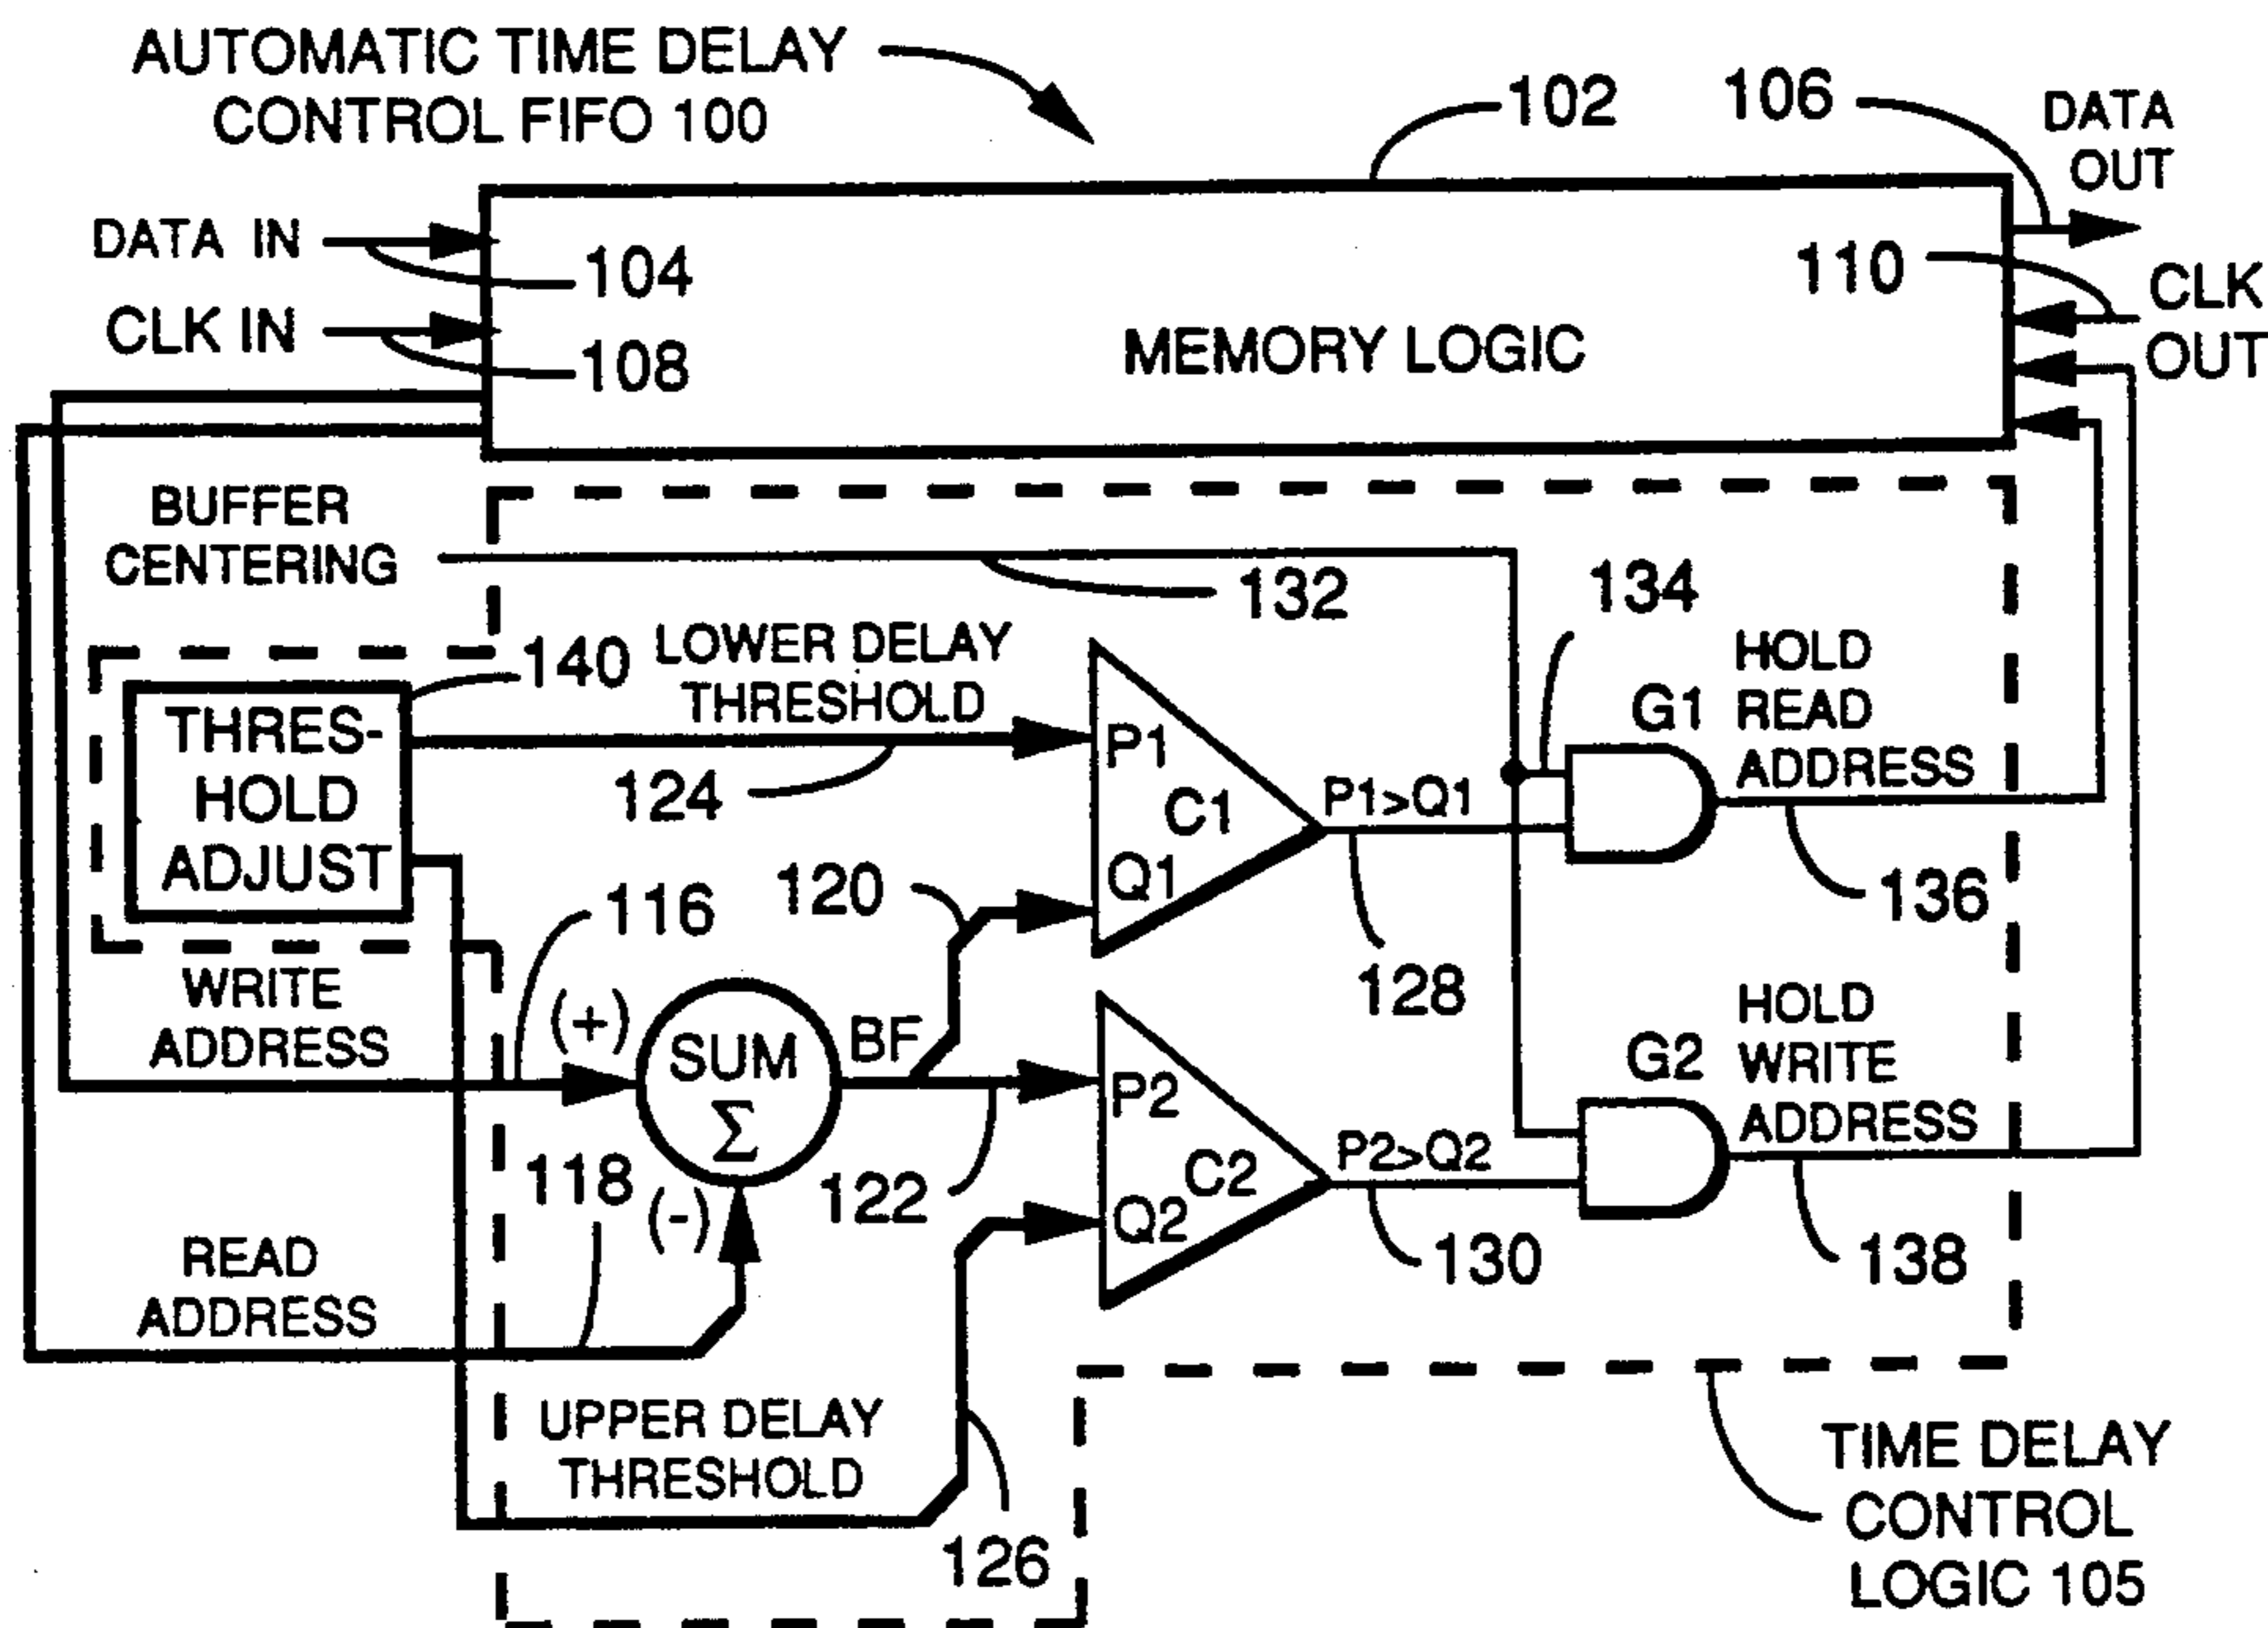 AUTOMATIC TIME DELAY
CONTROL FIFO 100
102
106
DATA
OUT
DATA IN
104
110
CLK
OUT
CLK IN
108
MEMORY LOGIC
BUFFER
CENTERING
132
134
140
LOWER DELAY
THRESHOLD
HOLD
READ
ADDRESS
G1
THRES-
HOLD
ADJUST
P1
C1
Q1
P1>Q1
124
120
116
136
128
WRITE
ADDRESS
(+)
SUM
Σ
BF
P2
C2
Q2
P2>Q2
G2
HOLD
WRITE
ADDRESS
118
(-)
122
130
138
READ
ADDRESS
UPPER DELAY
THRESHOLD
126
TIME DELAY
CONTROL
LOGIC 105